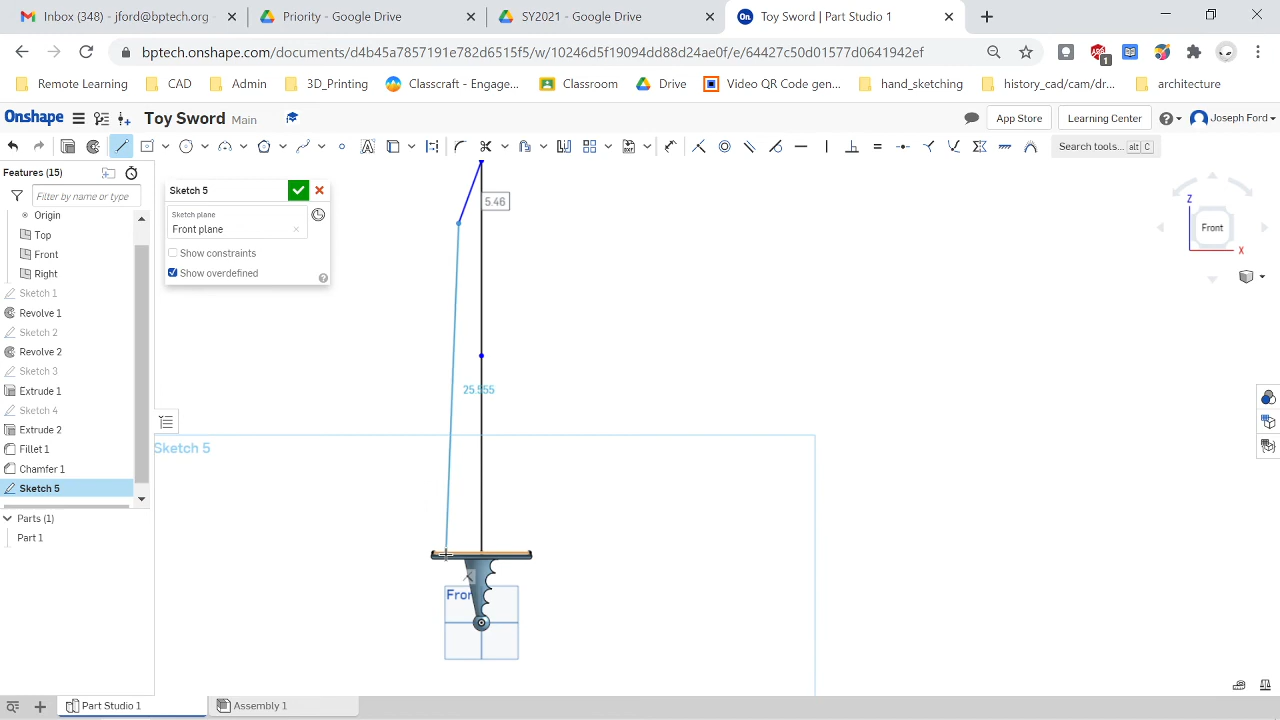 Inbox (348) - jford@bptech.org
Priority - Google Drive
SY2021 - Google Drive
On
Toy Sword | Part Studio 1
bptech.onshape.com/documents/d4b45a7857191e782d6515f5/w/10246d5f19094dd88d24ae0f/e/64427c50d01577d0641942ef
1
Remote Learning
CAD
Admin
3D_Printing
Classcraft - Engage...
Classroom
Drive
Video QR Code gen...
hand_sketching
history_cad/cam/dr...
architecture
Onshape
Toy Sword Main
App Store
Learning Center
Joseph Ford
Search tools... alt C
Features (15)
Filter by name or type
Origin
Top
Front
Right
Sketch 1
Revolve 1
Sketch 2
Revolve 2
Sketch 3
Extrude 1
Sketch 4
Extrude 2
Fillet 1
Chamfer 1
Sketch 5
Parts (1)
Part 1
Sketch 5
Sketch plane
Front plane
Show constraints
Show overdefined
5.46
25.555
Sketch 5
Fron
Z
Front
X
Part Studio 1
Assembly 1